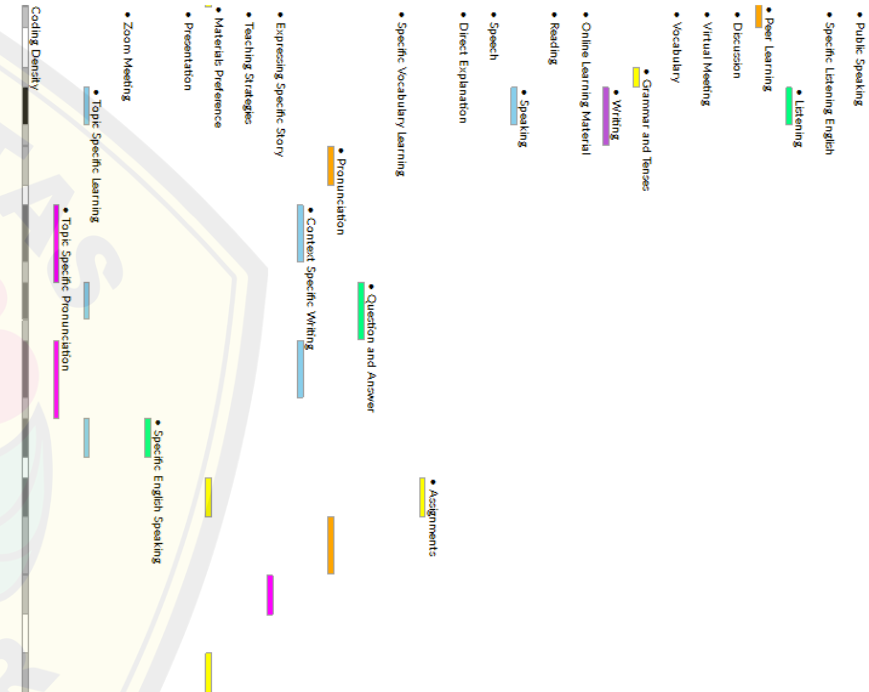 • Public Speaking
• Specific Listening English
• Listening
• Peer Learning
• Discussion
• Virtual Meeting
• Vocabulary
• Grammar and Tenses
• Writing
• Online Learning Material
• Reading
• Speaking
• Speech
• Direct Explanation
• Assignments
• Specific Vocabulary Learning
• Question and Answer
• Pronunciation
• Context Specific Writing
• Expressing Specific Story
• Teaching Strategies
• Materials Preference
• Presentation
• Specific English Speaking
• Zoom Meeting
• Topic Specific Learning
• Topic Specific Pronunciation
Coding Density